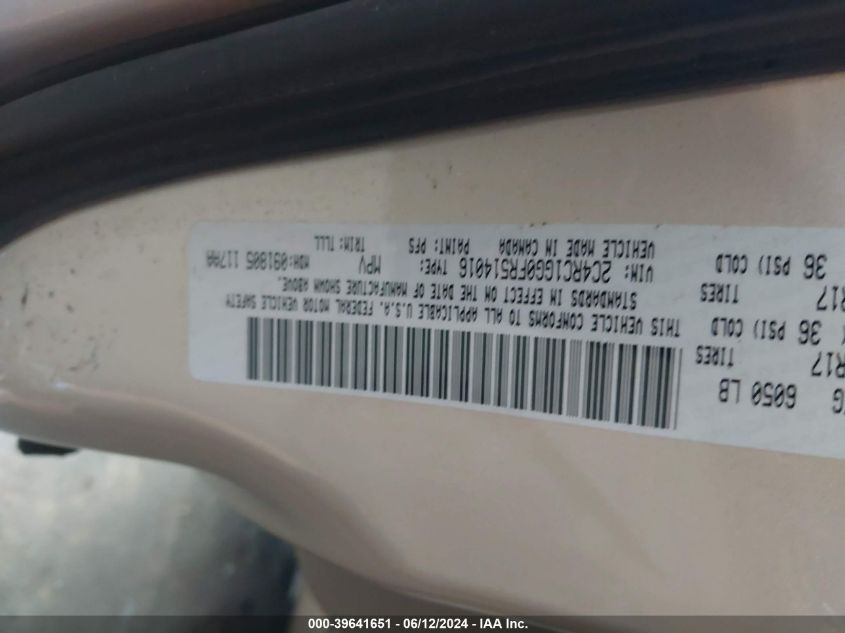 G 6050 LB
R17 TIRES
36 PSI) COLD
R17 TIRES
36 PSI) COLD
THIS VEHICLE CONFORMS TO ALL APPLICABLE U.S.A. FEDERAL MOTOR VEHICLE SAFETY
STANDARDS IN EFFECT ON THE DATE OF MANUFACTURE SHOWN ABOVE.
VIN: 2C4RC1GG0FR514016 TYPE: MPV MDH:091805 117AA
VEHICLE MADE IN CANADA PAINT: PFS TRIM: TLLL
000-39641651 - 06/12/2024 - IAA Inc.